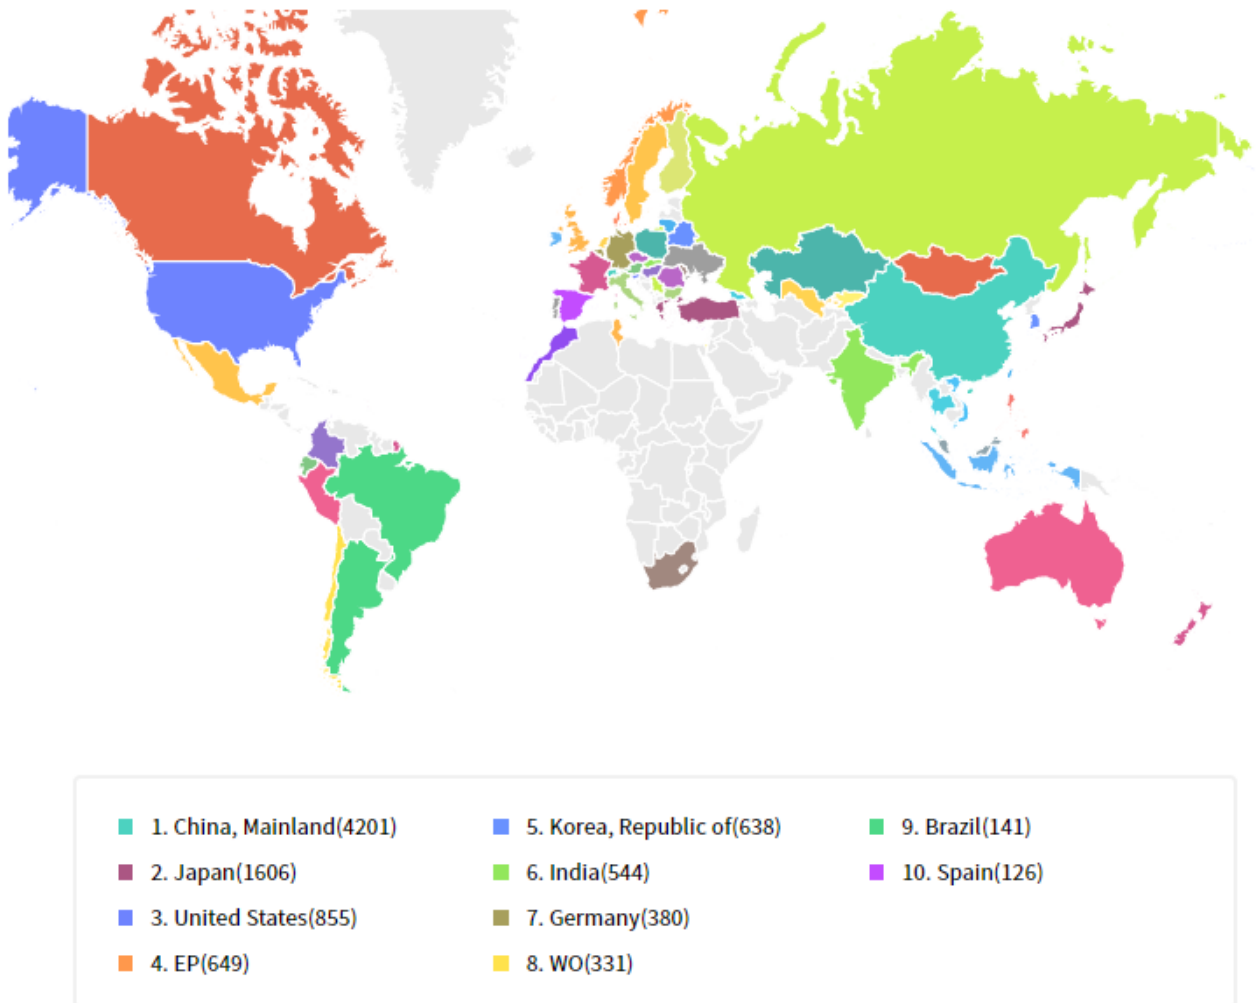 1. China, Mainland(4201)
2. Japan(1606)
3. United States(855)
4. EP(649)
5. Korea, Republic of(638)
6. India(544)
7. Germany(380)
8. WO(331)
9. Brazil(141)
10. Spain(126)